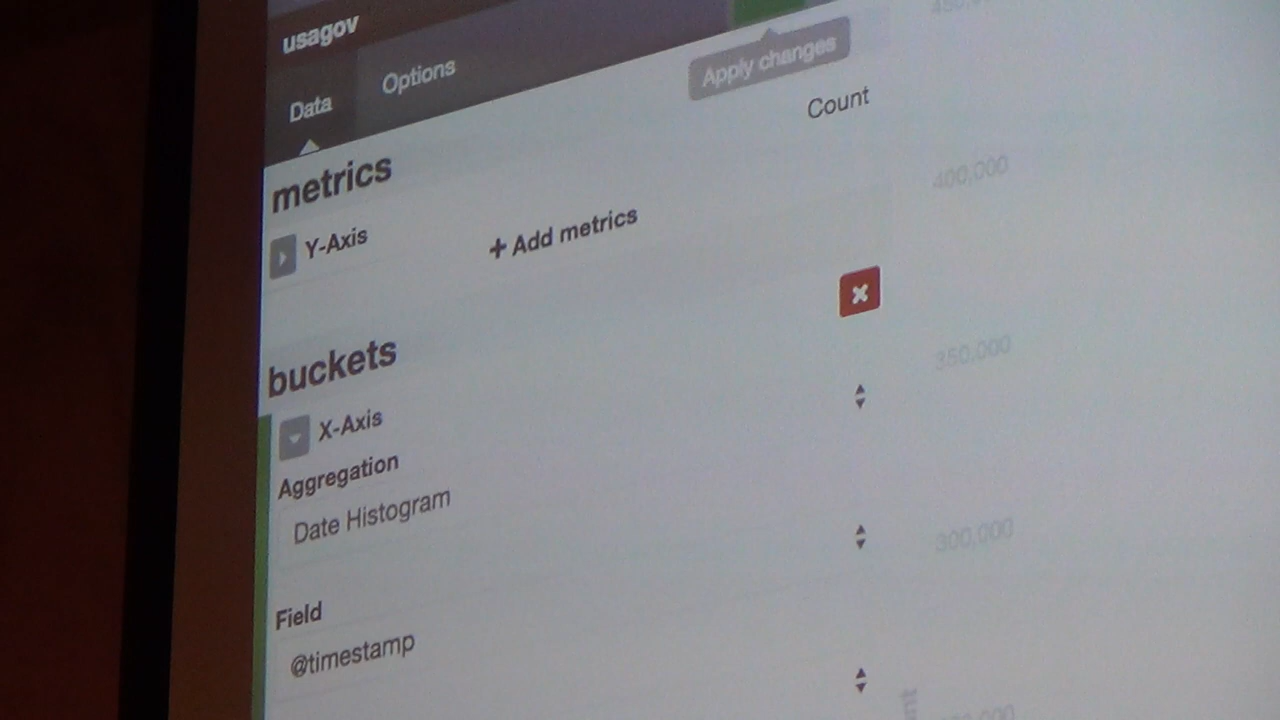 usagov
Data
Options
Apply changes
metrics
Count
Y-Axis
+ Add metrics
buckets
X-Axis
Aggregation
Date Histogram
Field
@timestamp
400,000
350,000
300,000